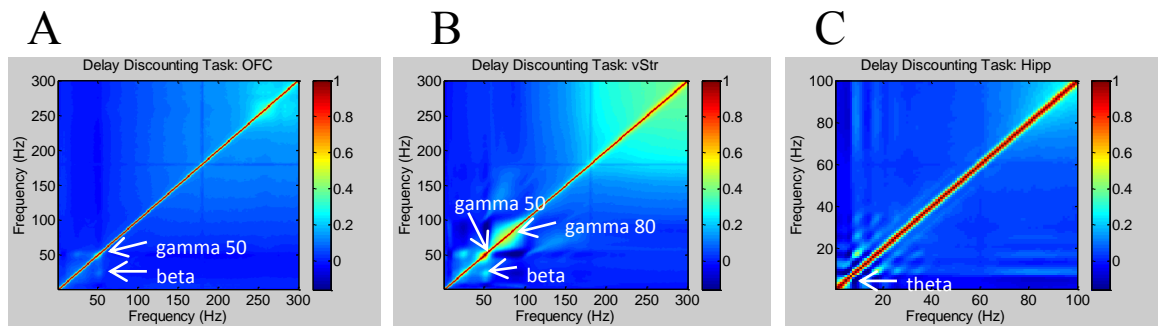 A
Delay Discounting Task: OFC
300
250
200
150
100
50
50 100 150 200 250 300
Frequency (Hz)
Frequency (Hz)
gamma 50
beta
1
0.8
0.6
0.4
0.2
0
B
Delay Discounting Task: vStr
300
250
200
150
100
50
50 100 150 200 250 300
Frequency (Hz)
Frequency (Hz)
gamma 50
gamma 80
beta
1
0.8
0.6
0.4
0.2
0
C
Delay Discounting Task: Hipp
100
80
60
40
20
20 40 60 80 100
Frequency (Hz)
Frequency (Hz)
theta
1
0.8
0.6
0.4
0.2
0